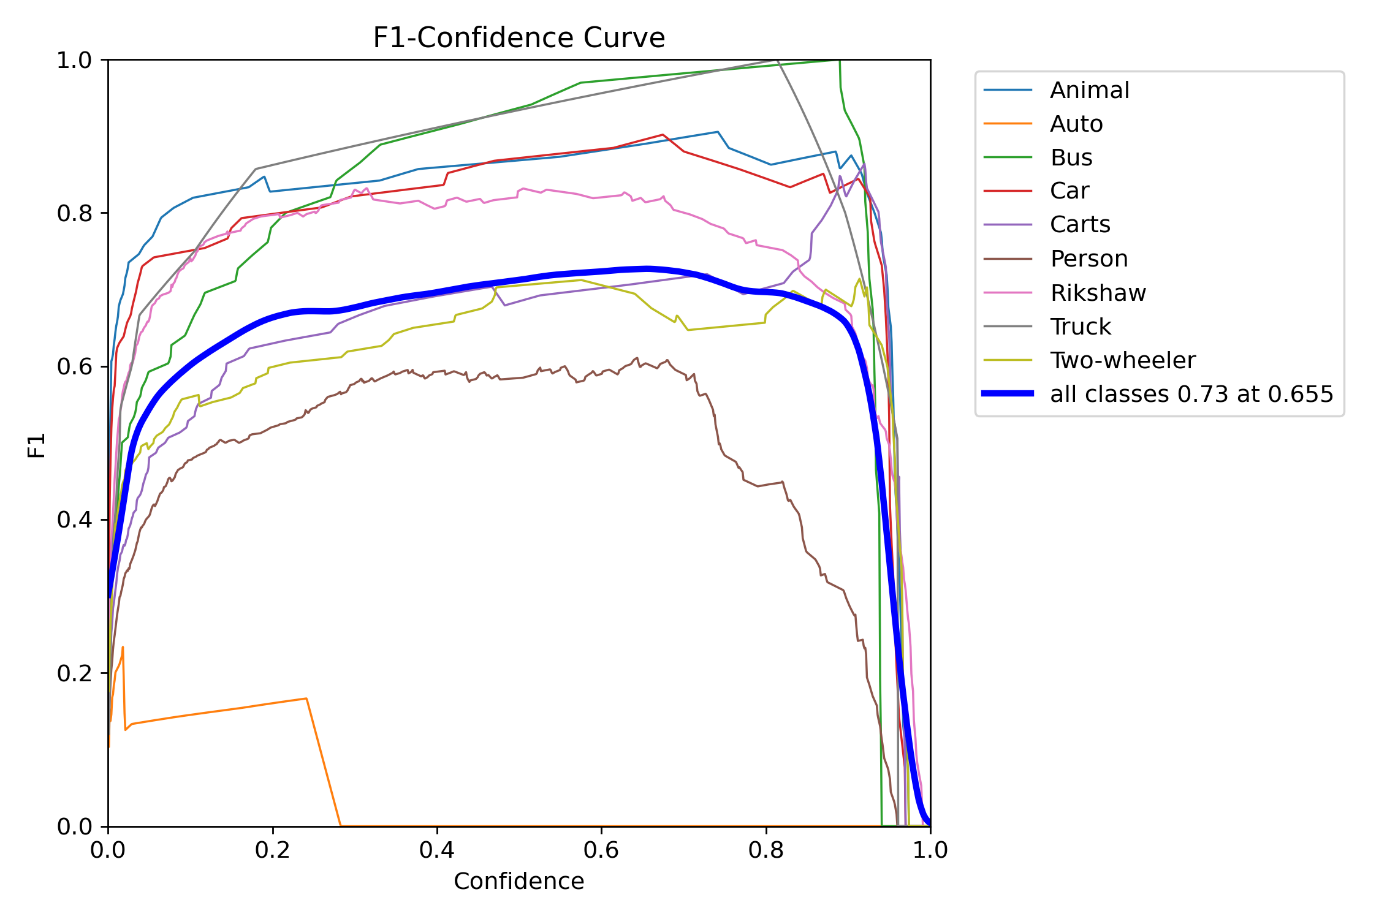 F1-Confidence Curve
1.0
0.8
0.6
0.4
0.2
0.0
F1
0.0 0.2 0.4 0.6 0.8 1.0
Confidence
Animal
Auto
Bus
Car
Carts
Person
Rikshaw
Truck
Two-wheeler
all classes 0.73 at 0.655